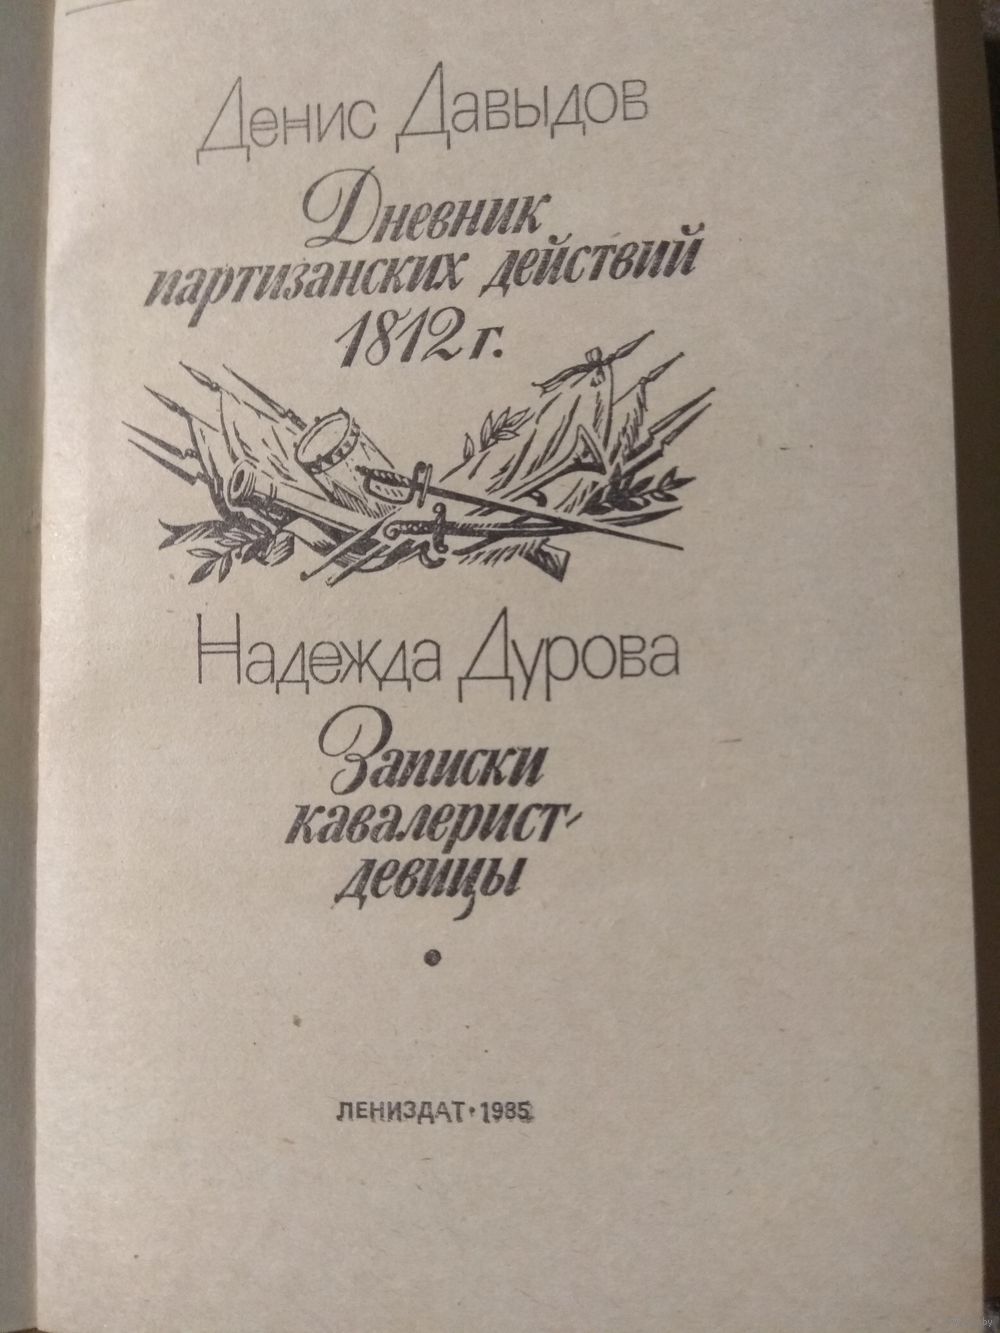 Денис Давыдов
Дневник
партизанских действий
1812 г.
Надежда Дурова
Записки
кавалерист-
девицы
ЛЕНИЗДАТ • 1985